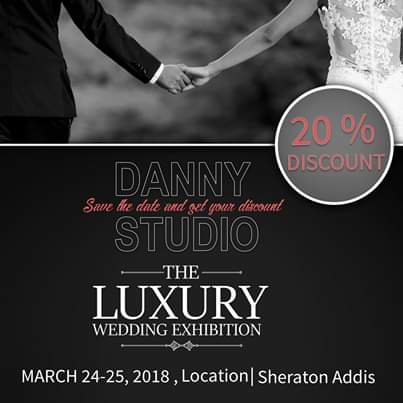 20 %
DISCOUNT
DANNY
Save the date and get your discount
STUDIO
THE
LUXURY
WEDDING EXHIBITION
MARCH 24-25, 2018 , Location| Sheraton Addis